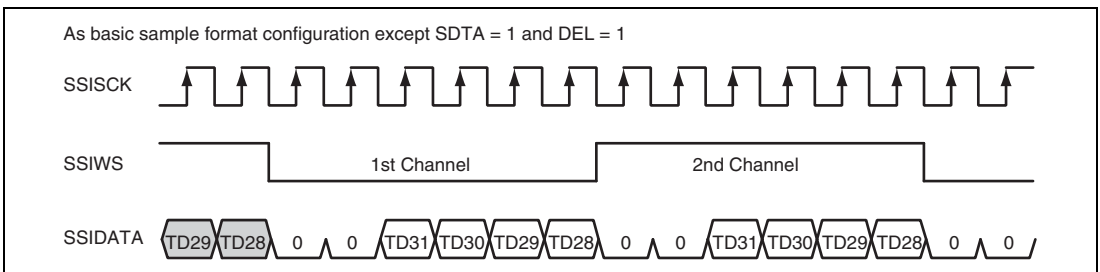 As basic sample format configuration except SDTA = 1 and DEL = 1
SSISCK
SSIWS 1st Channel 2nd Channel
SSIDATA TD29 TD28 0 0 TD31 TD30 TD29 TD28 0 0 TD31 TD30 TD29 TD28 0 0